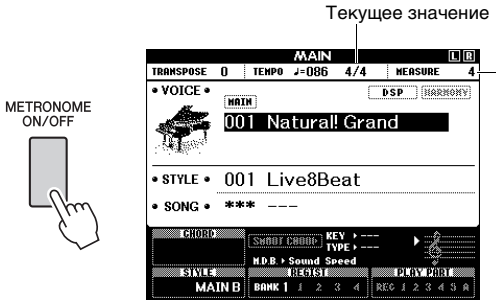 Текущее значение
MAIN
L R
TRANSPOSE 0 TEMPO ♩=086 4/4 MEASURE 4
• VOICE •
DSP HARMONY
MAIN
001 Natural! Grand
METRONOME
ON/OFF
• STYLE • 001 Live8Beat
• SONG • *** ---
CHORD
SMART CHORD KEY ▸ ---
TYPE ▸ ---
M.D.B. ▸ Sound Speed
STYLE REGIST PLAY PART
MAIN B BANK 1 1 2 3 4 REC 1 2 3 4 5 A